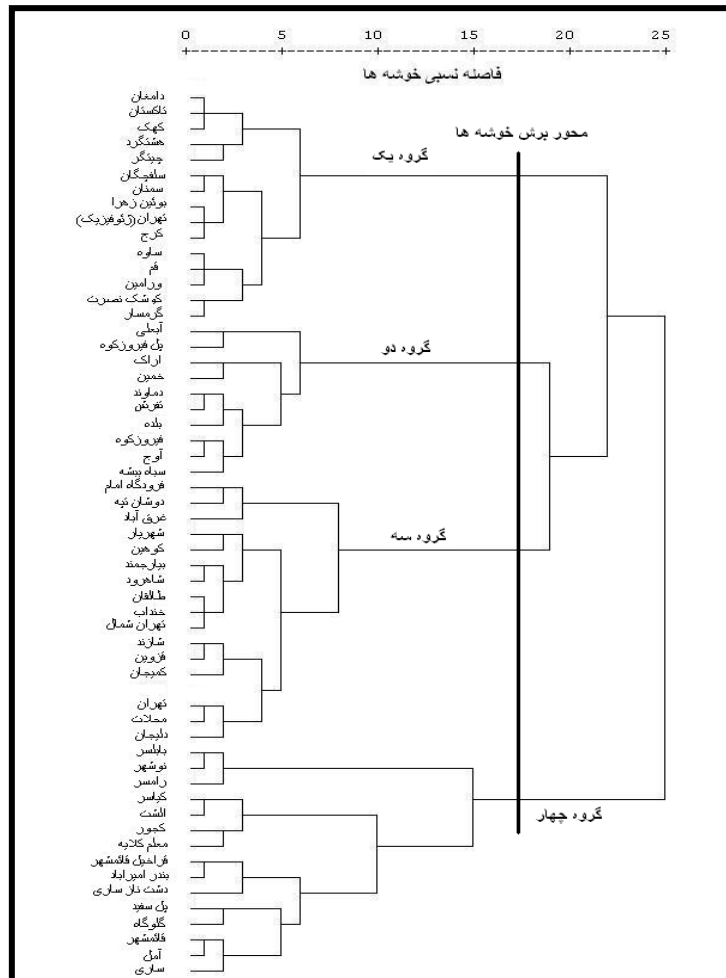 0 5 10 15 20 25
فاصله نسبی خوشه ها
محور برش خوشه ها
دامغان
تاکستان
کهک
هشتگرد
چیتگر
گروه یک
سلفچگان
سمنان
بوئین زهرا
تهران(ژئوفیزیک)
کرج
ساوه
قم
ورامین
کوشک نصرت
گرمسار
آبعلی
پل فیروزکوه
گروه دو
اراک
خمین
دماوند
تفرش
بلده
فیروزکوه
آوج
سیاه بیشه
فرودگاه امام
دوشان تپه
غرق آباد
شهریار
گروه سه
کوهین
بیارجمند
شاهرود
طالقان
خنداب
تهران شمال
شازند
قزوین
کمیجان
تهران
محلات
دلیجان
بابلسر
نوشهر
رامسر
کیاسر
گروه چهار
الشت
کجور
معلم کلایه
قراخیل قائمشهر
بندر امیراباد
دشت ناز ساری
پل سفید
گلوگاه
قائمشهر
آمل
ساری